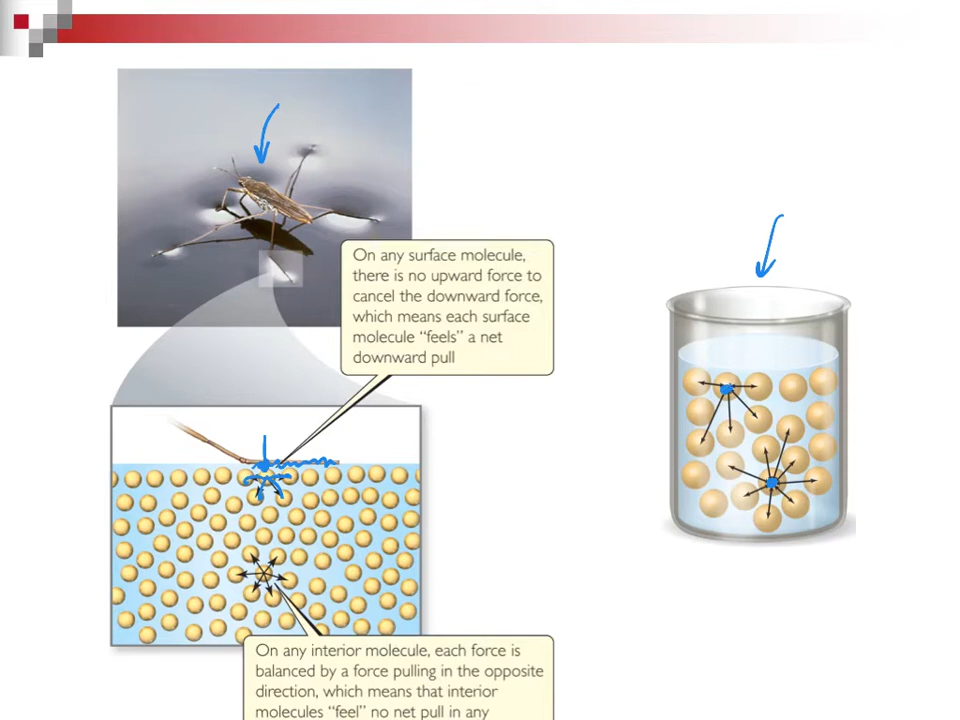 On any surface molecule,
there is no upward force to
cancel the downward force,
which means each surface
molecule “feels” a net
downward pull
On any interior molecule, each force is
balanced by a force pulling in the opposite
direction, which means that interior
molecules “feel” no net pull in any